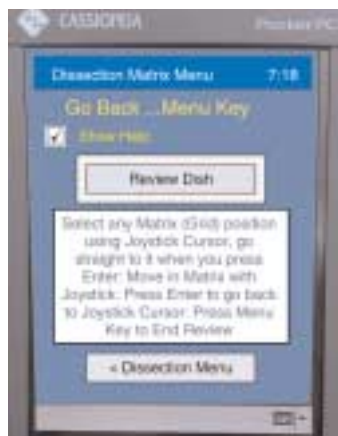 CASSIOPEIA Pocket PC
Dissection Matrix Menu 7:18
Go Back ...Menu Key
Show Help
Review Dish
Select any Matrix (Grid) position
using Joystick Cursor, go
straight to it when you press
Enter. Move in Matrix with
Joystick. Press Enter to go back
to Joystick Cursor. Press Menu
Key to End Review
< Dissection Menu